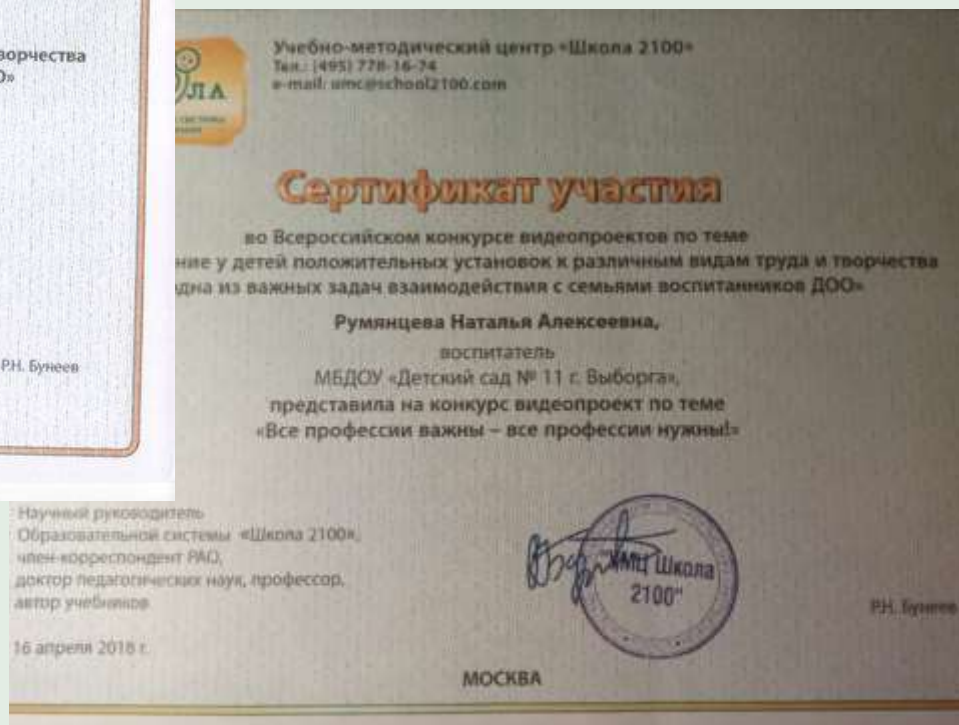 ворчества
О»
Р.Н. Бунеев
ЛА
Учебно-методический центр «Школа 2100»
Тел.: (495) 778-16-74
e-mail: umc@school2100.com
Сертификат участия
во Всероссийском конкурсе видеопроектов по теме
ние у детей положительных установок к различным видам труда и творчества
дна из важных задач взаимодействия с семьями воспитанников ДОО»
Румянцева Наталья Алексеевна,
воспитатель
МБДОУ «Детский сад № 11 г. Выборга»,
представила на конкурс видеопроект по теме
«Все профессии важны – все профессии нужны!»
Научный руководитель
Образовательной системы «Школа 2100»,
член-корреспондент РАО,
доктор педагогических наук, профессор,
автор учебников
16 апреля 2018 г.
"УМЦ Школа
2100"
Р.Н. Бунеев
МОСКВА